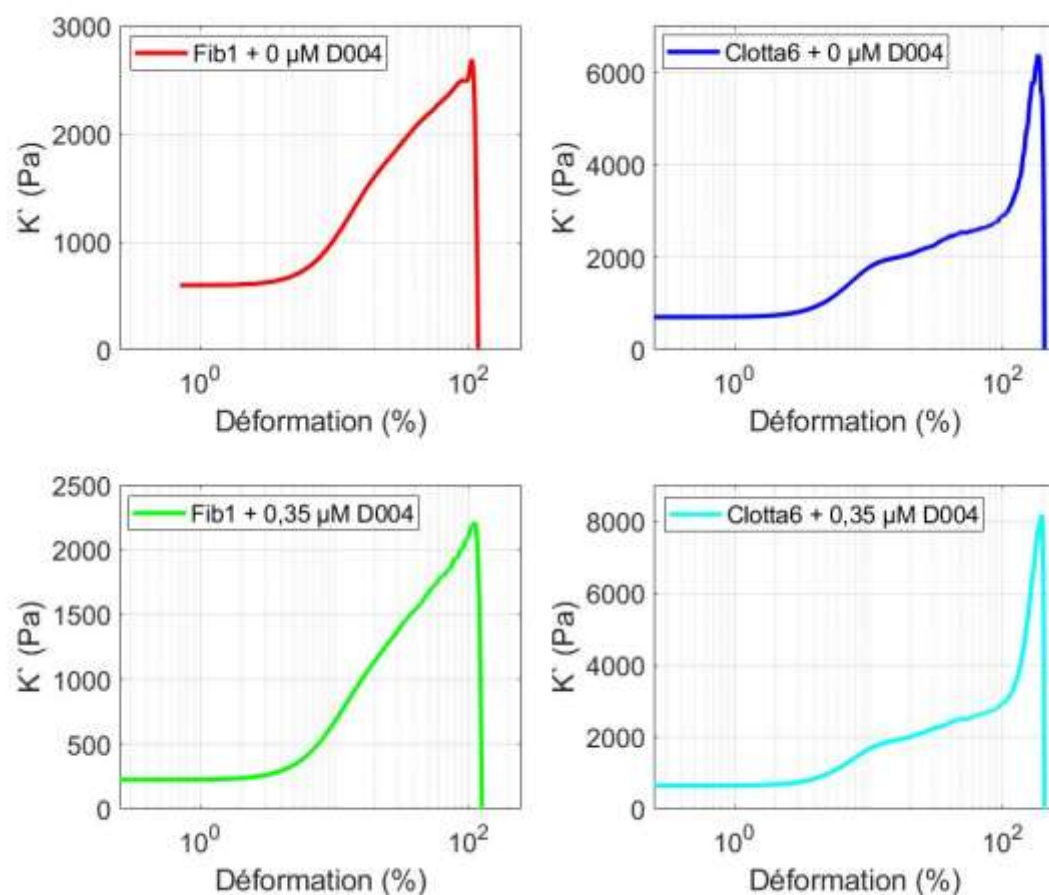 3000
2000
1000
0
K` (Pa)
Fib1 + 0 µM D004
10^0
10^2
Déformation (%)
6000
4000
2000
0
K` (Pa)
Clotta6 + 0 µM D004
10^0
10^2
Déformation (%)
2500
2000
1500
1000
500
0
K` (Pa)
Fib1 + 0,35 µM D004
10^0
10^2
Déformation (%)
8000
6000
4000
2000
0
K` (Pa)
Clotta6 + 0,35 µM D004
10^0
10^2
Déformation (%)